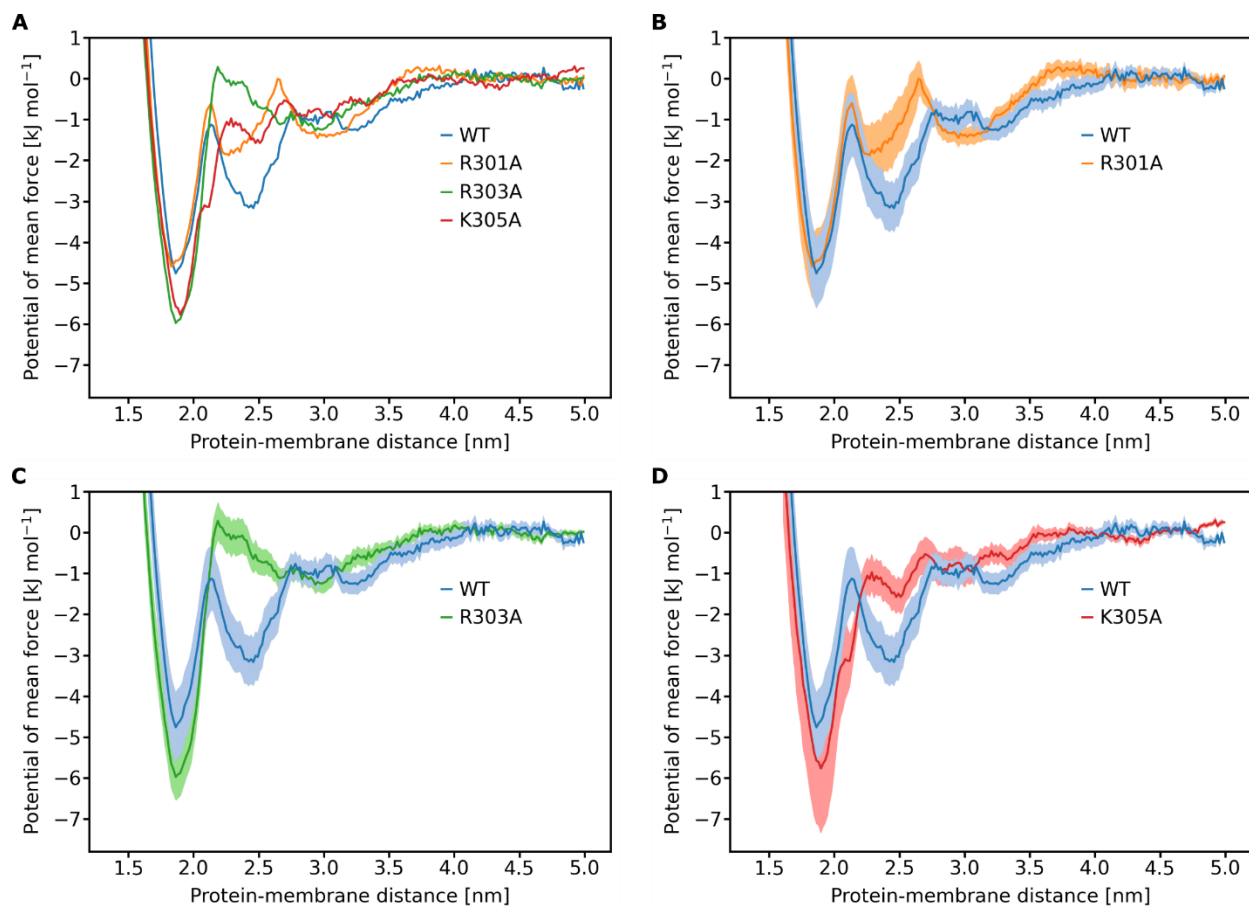 A
1
0
−1
−2
−3
−4
−5
−6
−7
Potential of mean force [kJ mol⁻¹]
WT
R301A
R303A
K305A
1.5 2.0 2.5 3.0 3.5 4.0 4.5 5.0
Protein-membrane distance [nm]
B
1
0
−1
−2
−3
−4
−5
−6
−7
Potential of mean force [kJ mol⁻¹]
WT
R301A
1.5 2.0 2.5 3.0 3.5 4.0 4.5 5.0
Protein-membrane distance [nm]
C
1
0
−1
−2
−3
−4
−5
−6
−7
Potential of mean force [kJ mol⁻¹]
WT
R303A
1.5 2.0 2.5 3.0 3.5 4.0 4.5 5.0
Protein-membrane distance [nm]
D
1
0
−1
−2
−3
−4
−5
−6
−7
Potential of mean force [kJ mol⁻¹]
WT
K305A
1.5 2.0 2.5 3.0 3.5 4.0 4.5 5.0
Protein-membrane distance [nm]